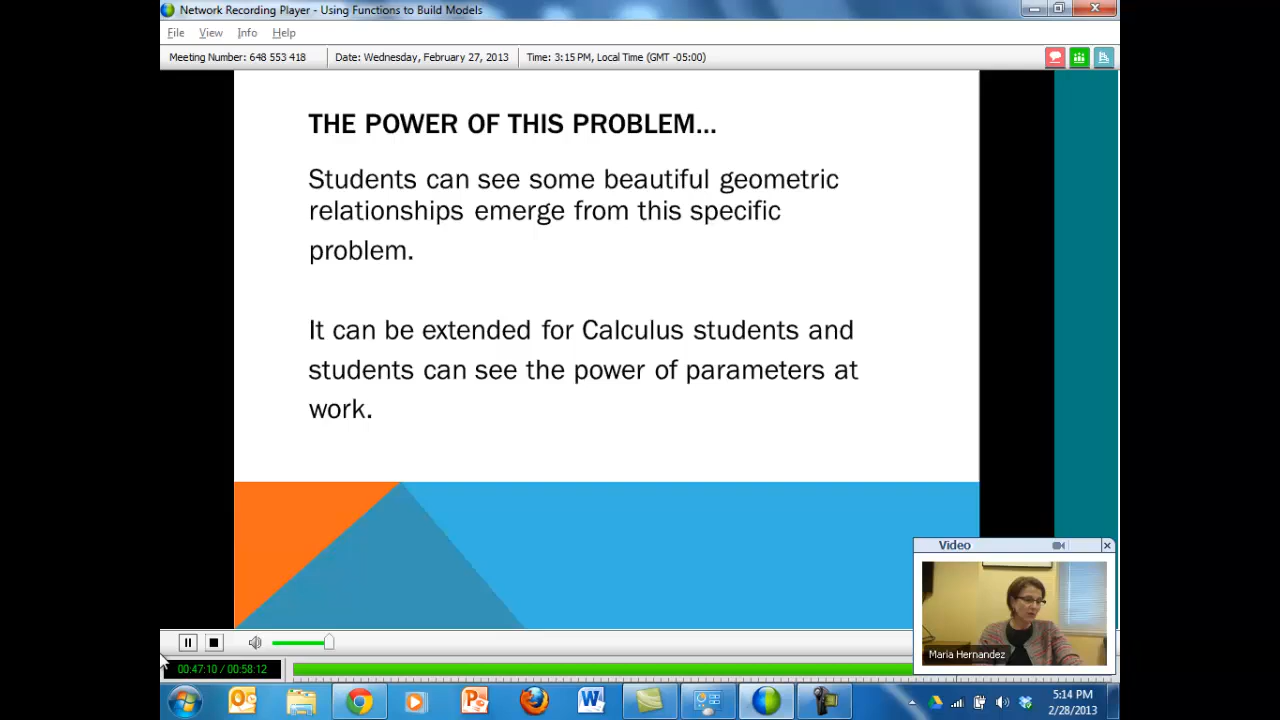 Network Recording Player - Using Functions to Build Models
File View Info Help
Meeting Number: 648 553 418 Date: Wednesday, February 27, 2013 Time: 3:15 PM, Local Time (GMT -05:00)
THE POWER OF THIS PROBLEM...
Students can see some beautiful geometric
relationships emerge from this specific
problem.
It can be extended for Calculus students and
students can see the power of parameters at
work.
Video
Maria Hernandez
00:47:10 / 00:58:12
5:14 PM
2/28/2013